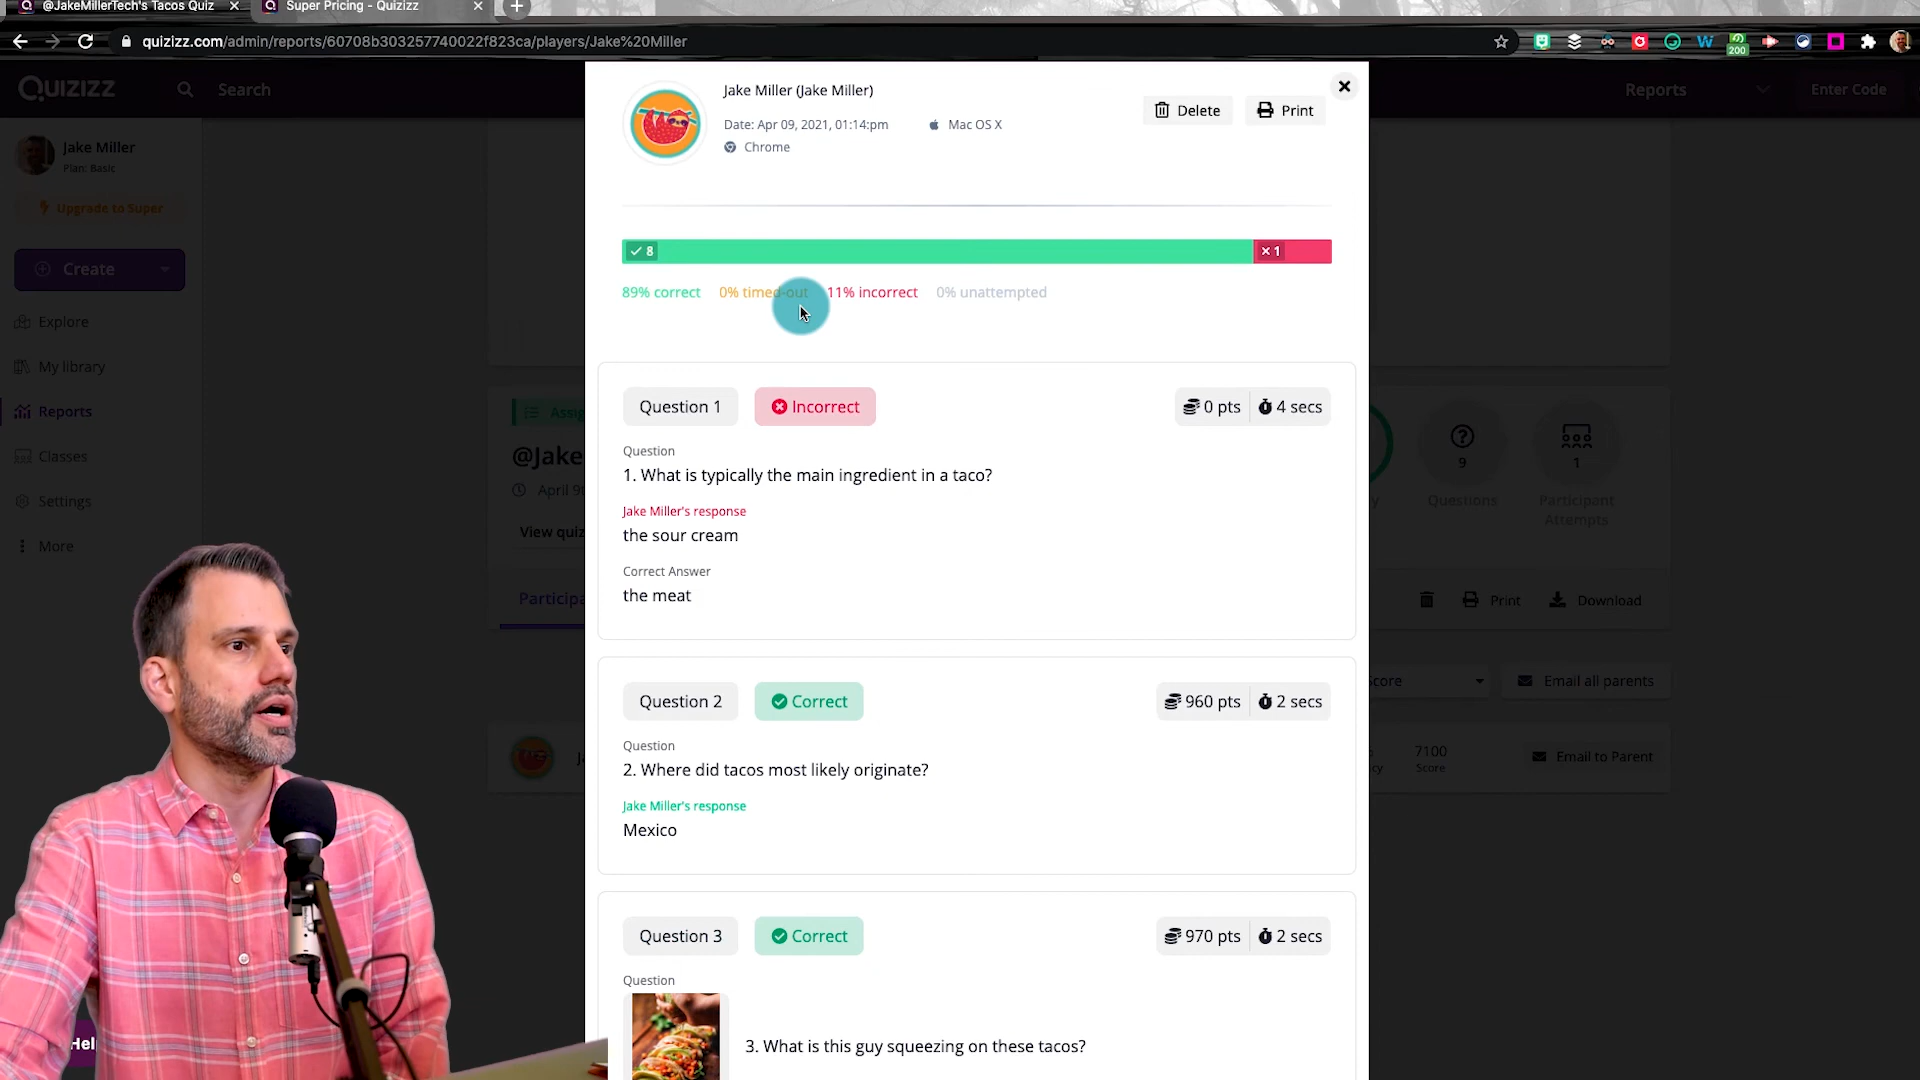 @JakeMillerTech's Tacos Quiz
Super Pricing - Quizizz
quizizz.com/admin/reports/60708b303257740022f823ca/players/Jake%20Miller
200
Quizizz
Search
Reports
Enter Code
Jake Miller
Plan: Basic
Upgrade to Super
Create
Explore
My library
Reports
Classes
Settings
More
Hel
Jake Miller (Jake Miller)
Date: Apr 09, 2021, 01:14:pm
Mac OS X
Chrome
Delete
Print
8
1
89% correct
0% timed-out
11% incorrect
0% unattempted
Question 1
Incorrect
0 pts
4 secs
Question
1. What is typically the main ingredient in a taco?
Jake Miller's response
the sour cream
Correct Answer
the meat
Question 2
Correct
960 pts
2 secs
Question
2. Where did tacos most likely originate?
Jake Miller's response
Mexico
Question 3
Correct
970 pts
2 secs
Question
3. What is this guy squeezing on these tacos?
@Jake
April 9t
View quiz
Participa
9
Questions
1
Participant
Attempts
Print
Download
core
Email all parents
7100
Score
cy
Email to Parent